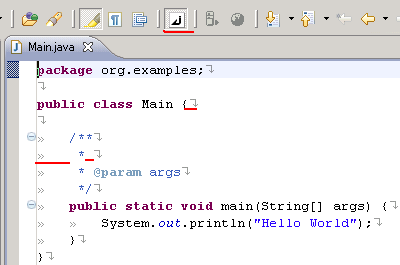 Main.java
package org.examples;
public class Main {
/**
*
* @param args
*/
public static void main(String[] args) {
System.out.println("Hello World");
}
}